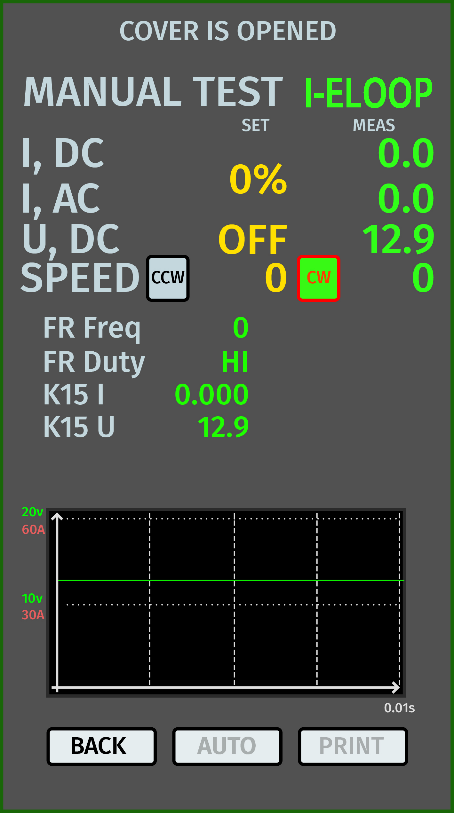 COVER IS OPENED
MANUAL TEST I-ELOOP
SET MEAS
I, DC 0.0
0%
I, AC 0.0
U, DC OFF 12.9
SPEED CCW 0 CW 0
FR Freq 0
FR Duty HI
K15 I 0.000
K15 U 12.9
20v
60A
10v
30A
0.01s
BACK AUTO PRINT